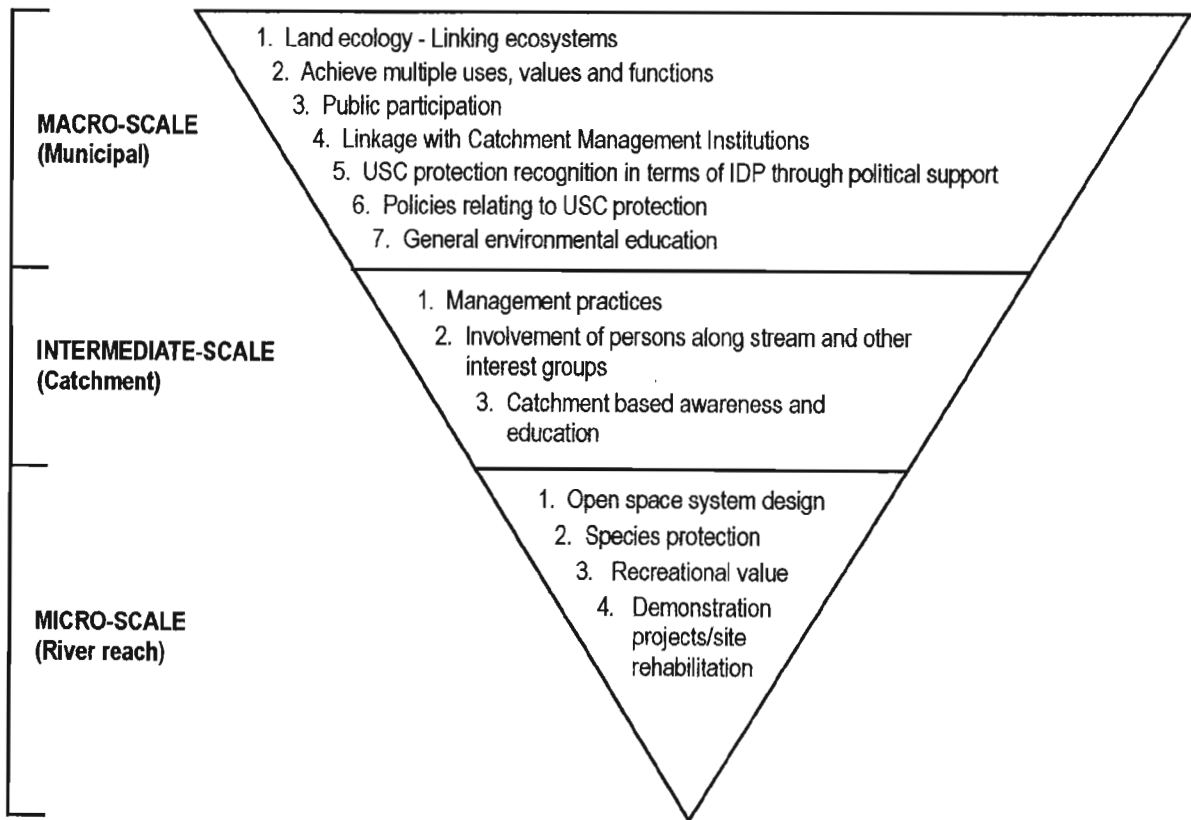 MACRO-SCALE
(Municipal)
1. Land ecology - Linking ecosystems
2. Achieve multiple uses, values and functions
3. Public participation
4. Linkage with Catchment Management Institutions
5. USC protection recognition in terms of IDP through political support
6. Policies relating to USC protection
7. General environmental education
INTERMEDIATE-SCALE
(Catchment)
1. Management practices
2. Involvement of persons along stream and other
interest groups
3. Catchment based awareness and
education
MICRO-SCALE
(River reach)
1. Open space system design
2. Species protection
3. Recreational value
4. Demonstration
projects/site
rehabilitation